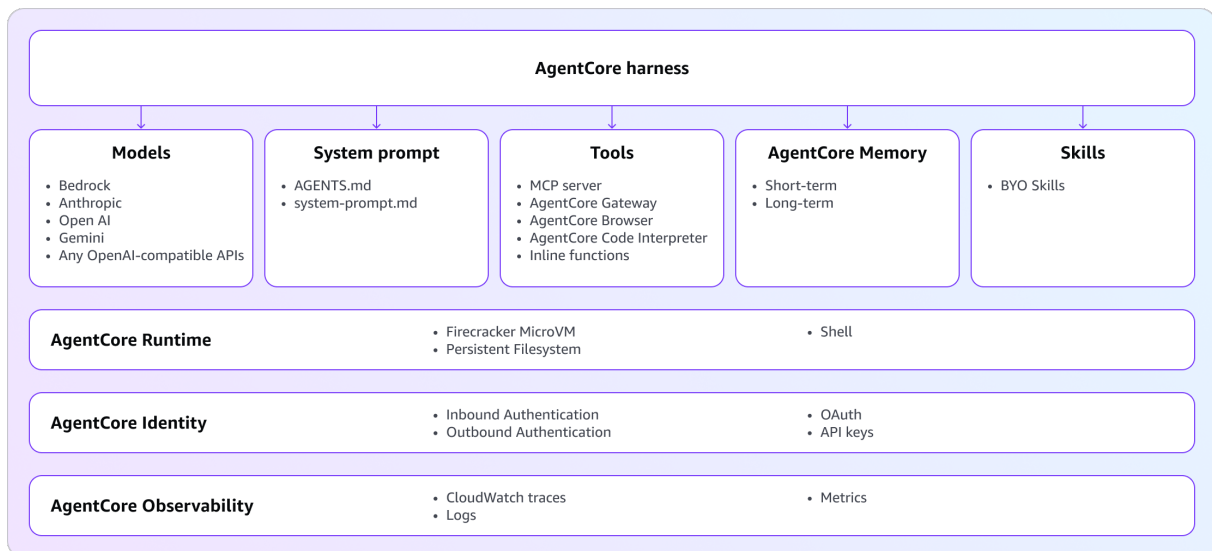 AgentCore harness
Models
• Bedrock
• Anthropic
• Open AI
• Gemini
• Any OpenAI-compatible APIs
System prompt
• AGENTS.md
• system-prompt.md
Tools
• MCP server
• AgentCore Gateway
• AgentCore Browser
• AgentCore Code Interpreter
• Inline functions
AgentCore Memory
• Short-term
• Long-term
Skills
• BYO Skills
AgentCore Runtime
• Firecracker MicroVM
• Persistent Filesystem
• Shell
AgentCore Identity
• Inbound Authentication
• Outbound Authentication
• OAuth
• API keys
AgentCore Observability
• CloudWatch traces
• Logs
• Metrics